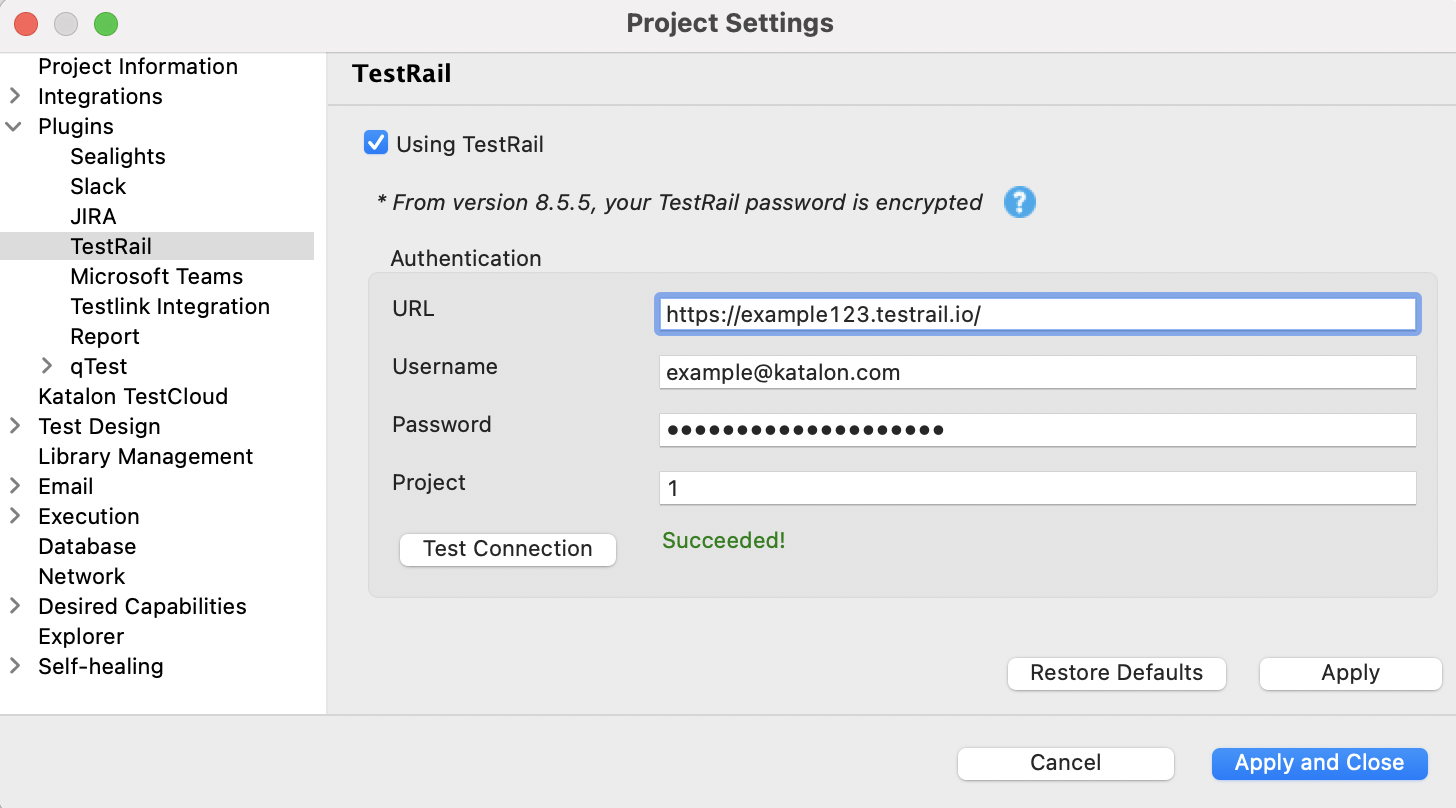 Project Settings
Project Information
Integrations
Plugins
Sealights
Slack
JIRA
TestRail
Microsoft Teams
Testlink Integration
Report
qTest
Katalon TestCloud
Test Design
Library Management
Email
Execution
Database
Network
Desired Capabilities
Explorer
Self-healing
TestRail
Using TestRail
* From version 8.5.5, your TestRail password is encrypted ?
Authentication
URL https://example123.testrail.io/
Username example@katalon.com
Password ••••••••••••••••••••
Project 1
Test Connection Succeeded!
Restore Defaults Apply
Cancel Apply and Close